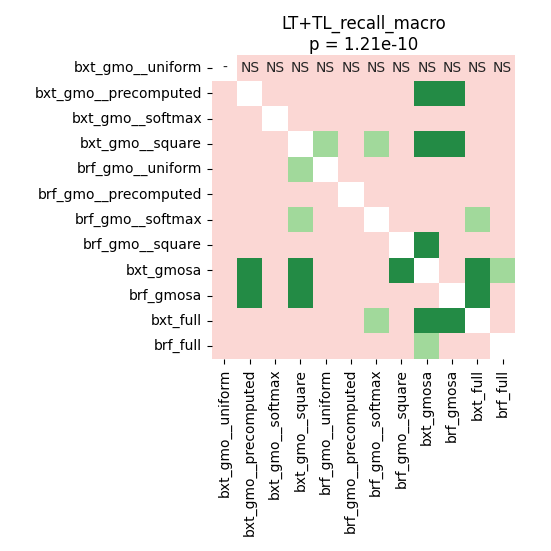 LT+TL_recall_macro
p = 1.21e-10
bxt_gmo__uniform - NS NS NS NS NS NS NS NS NS NS NS
bxt_gmo__precomputed
bxt_gmo__softmax
bxt_gmo__square
brf_gmo__uniform
brf_gmo__precomputed
brf_gmo__softmax
brf_gmo__square
bxt_gmosa
brf_gmosa
bxt_full
brf_full
bxt_gmo__uniform
bxt_gmo__precomputed
bxt_gmo__softmax
bxt_gmo__square
brf_gmo__uniform
brf_gmo__precomputed
brf_gmo__softmax
brf_gmo__square
bxt_gmosa
brf_gmosa
bxt_full
brf_full